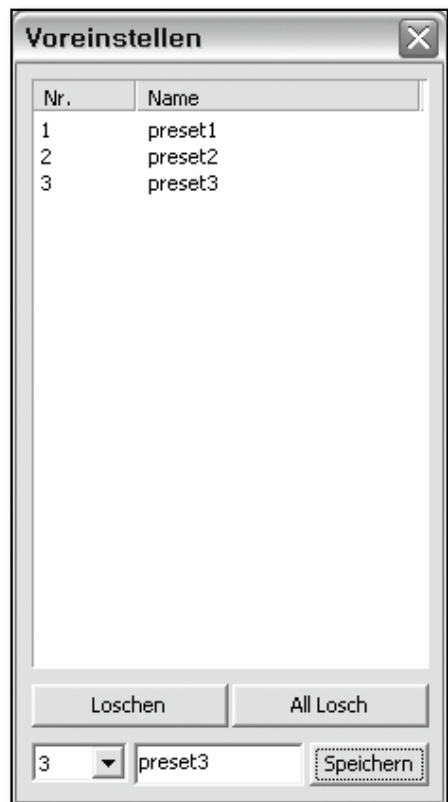 Voreinstellen
Nr. Name
1 preset1
2 preset2
3 preset3
Loschen All Losch
3 preset3 Speichern